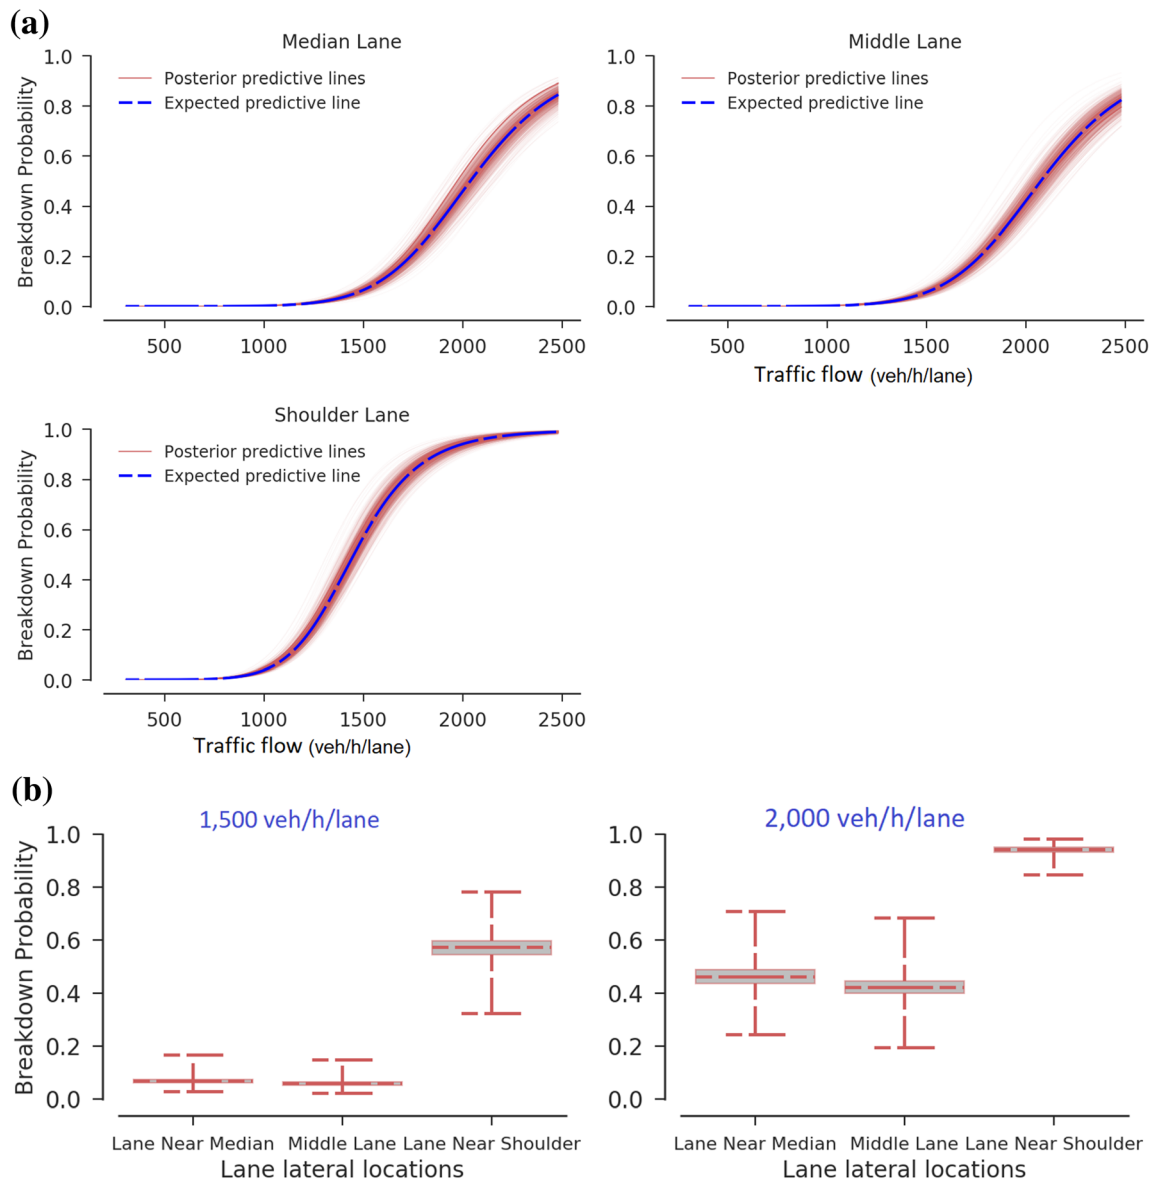 (a)
Median Lane
Breakdown Probability
1.0
0.8
0.6
0.4
0.2
0.0
Posterior predictive lines
Expected predictive line
500 1000 1500 2000 2500
Middle Lane
Breakdown Probability
1.0
0.8
0.6
0.4
0.2
0.0
Posterior predictive lines
Expected predictive line
500 1000 1500 2000 2500
Traffic flow (veh/h/lane)
Shoulder Lane
Breakdown Probability
1.0
0.8
0.6
0.4
0.2
0.0
Posterior predictive lines
Expected predictive line
500 1000 1500 2000 2500
Traffic flow (veh/h/lane)
(b)
1,500 veh/h/lane
Breakdown Probability
1.0
0.8
0.6
0.4
0.2
0.0
Lane Near Median Middle Lane Lane Near Shoulder
Lane lateral locations
2,000 veh/h/lane
1.0
0.8
0.6
0.4
0.2
0.0
Lane Near Median Middle Lane Lane Near Shoulder
Lane lateral locations